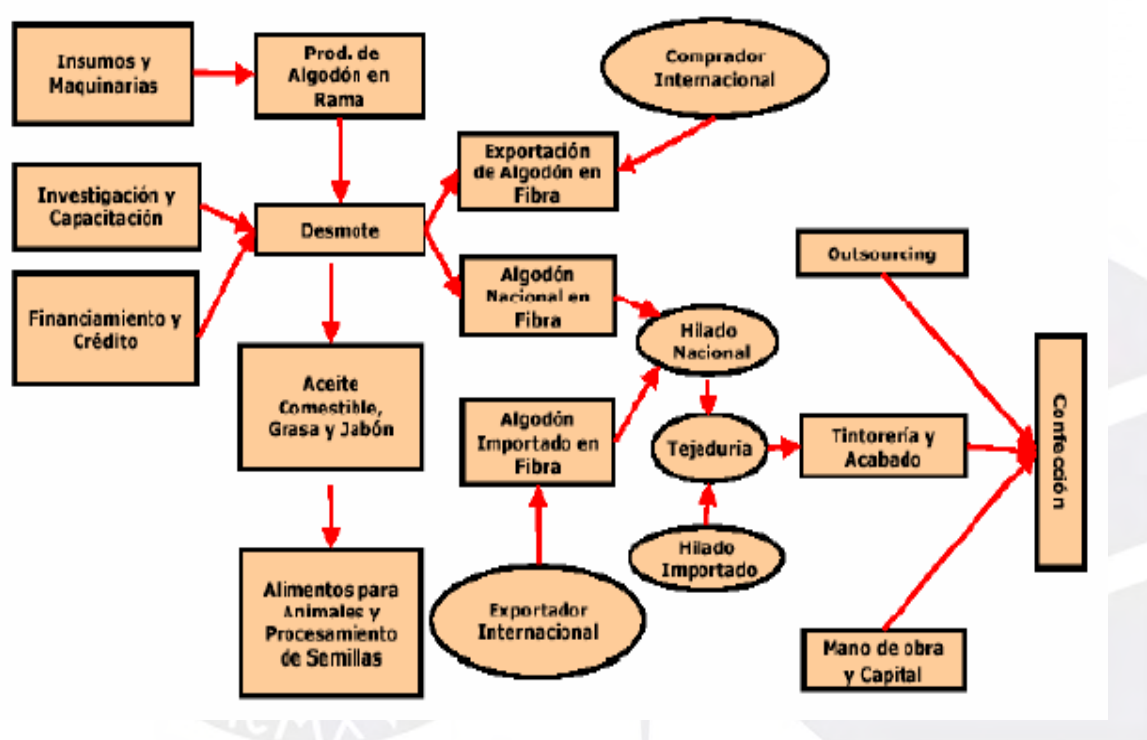 Insumos y
Maquinarias
Prod. de
Algodón en
Rama
Comprador
Internacional
Exportación
de Algodón en
Fibra
Investigación y
Capacitación
Desmote
Outsourcing
Algodón
Nacional en
Fibra
Financiamiento y
Crédito
Hilado
Nacional
Aceite
Comestible,
Grasa y Jabón
Algodón
Importado en
Fibra
Tejeduria
Tintorería y
Acabado
Confección
Hilado
Importado
Alimentos para
Animales y
Procesamiento
de Semillas
Exportador
Internacional
Mano de obra
y Capital